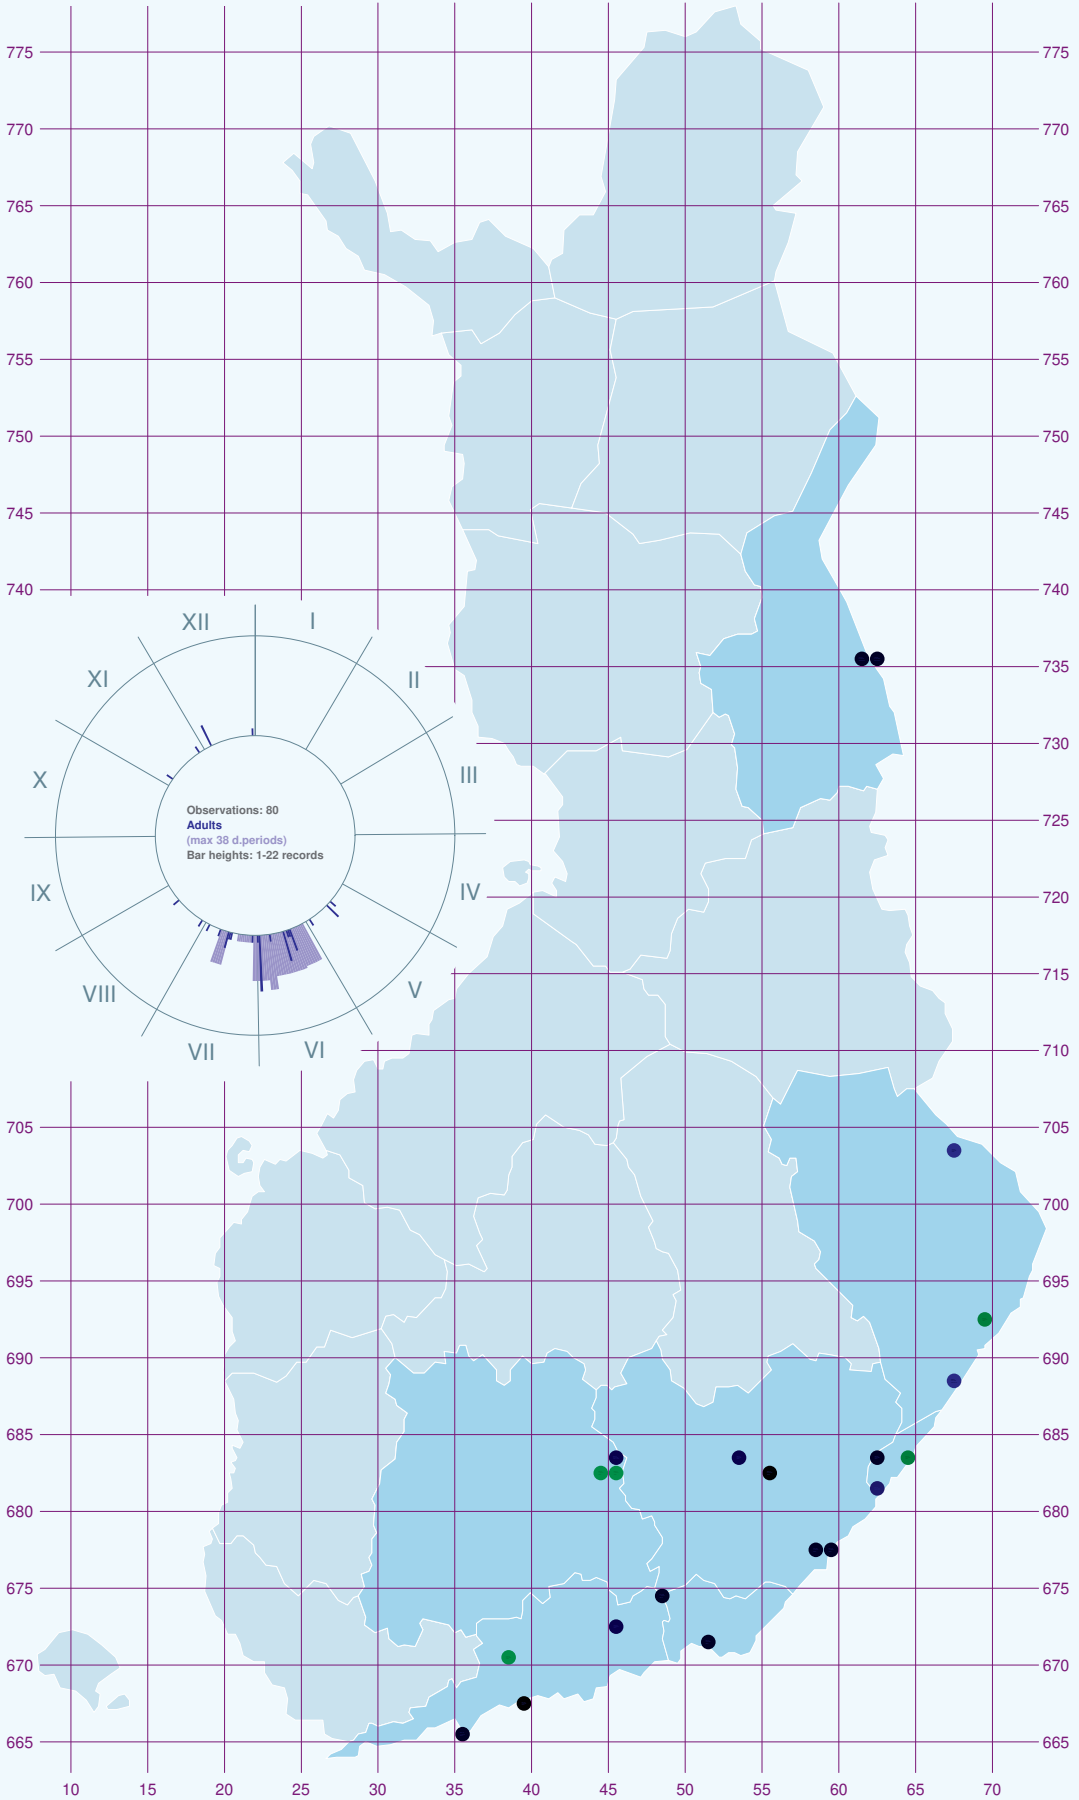 775 775
770 770
765 765
760 760
755 755
750 750
745 745
740 740
XII I
XI II
735
X III
730
Observations: 80
Adults
(max 38 d.periods)
Bar heights: 1-22 records
725
IX IV
720
VIII V
715
VII VI
710
705 705
700 700
695 695
690 690
685 685
680 680
675 675
670 670
665 665
10 15 20 25 30 35 40 45 50 55 60 65 70